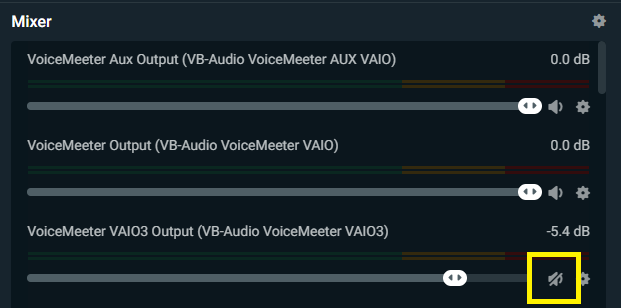 Mixer
VoiceMeeter Aux Output (VB-Audio VoiceMeeter AUX VAIO) 0.0 dB
VoiceMeeter Output (VB-Audio VoiceMeeter VAIO) 0.0 dB
VoiceMeeter VAIO3 Output (VB-Audio VoiceMeeter VAIO3) -5.4 dB